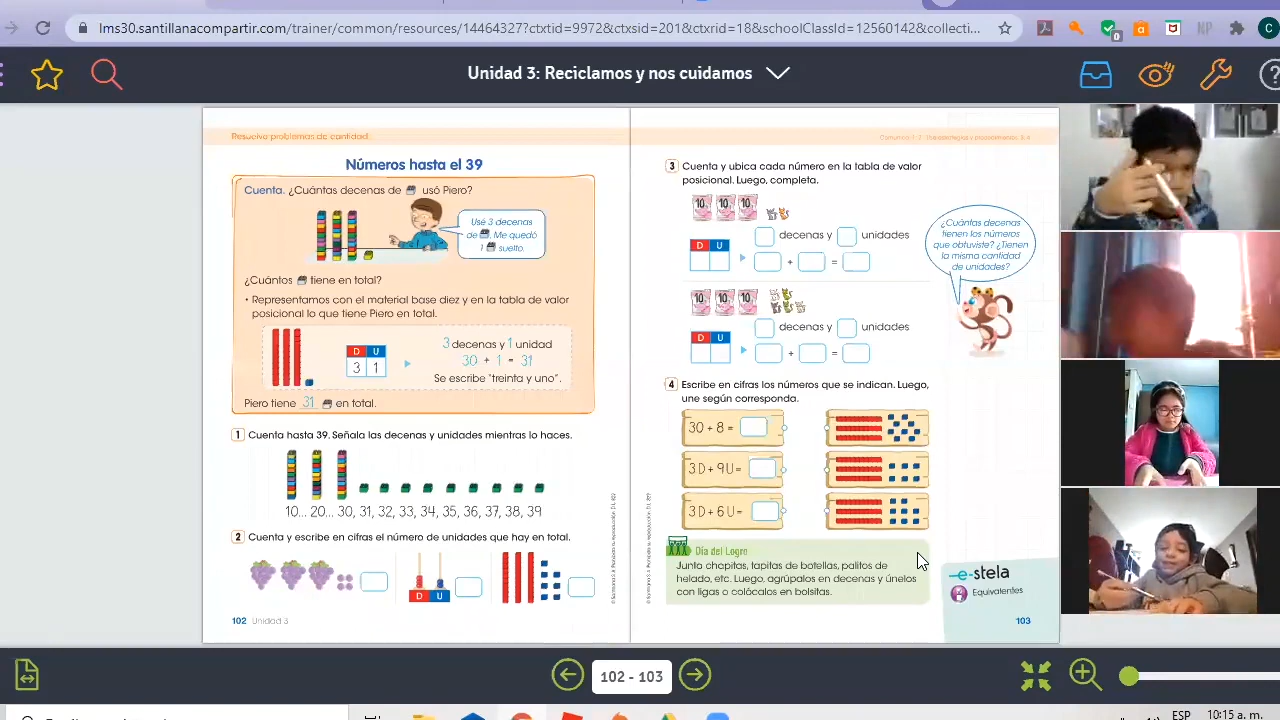 lms30.santillanacompartir.com/trainer/common/resourses/14464327?ctxtid=9972&ctxsid=201&ctxrid=18&schoolClassId=12560142&collecti...
C
Unidad 3: Reciclamos y nos cuidamos
Resuelve problemas de cantidad
Números hasta el 39
Cuenta. ¿Cuántas decenas de usó Piero?
Usé 3 decenas
de . Me quedó
1 suelto.
¿Cuántos tiene en total?
• Representamos con el material base diez y en la tabla de valor
posicional lo que tiene Piero en total.
D U
3 1
3 decenas y 1 unidad
30 + 1 = 31
Se escribe "treinta y uno".
Piero tiene 31 en total.
1 Cuenta hasta 39. Señala las decenas y unidades mientras lo haces.
10... 20... 30, 31, 32, 33, 34, 35, 36, 37, 38, 39
2 Cuenta y escribe en cifras el número de unidades que hay en total.
D U
102 Unidad 3
3 Cuenta y ubica cada número en la tabla de valor
posicional. Luego, completa.
10 10 10
decenas y unidades
D U
+ =
10 10 10
decenas y unidades
D U
+ =
¿Cuántas decenas
tienen los números
que obtuviste? ¿Tienen
la misma cantidad
de unidades?
4 Escribe en cifras los números que se indican. Luego,
une según corresponda.
30 + 8 =
3 D + 9 U =
3 D + 6 U =
Día del Logro
Junta chapitas, tapitas de botellas, palitos de
helado, etc. Luego, agrúpalos en decenas y únelos
con ligas o colócalos en bolsitas.
e-stela
Equivalentes
103
102 - 103
ESP 10:15 a. m.